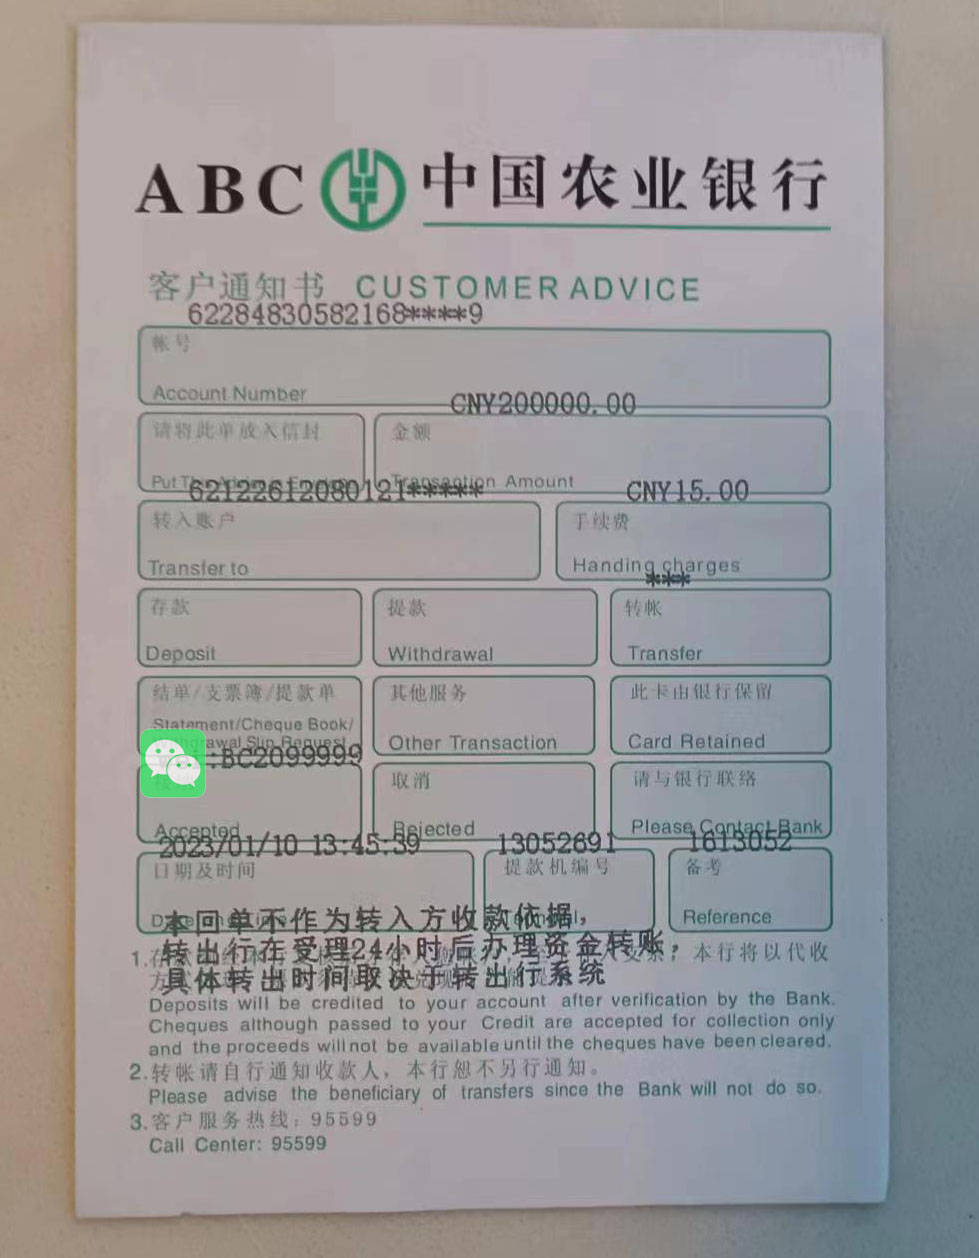 ABC 中国农业银行
客户通知书 CUSTOMER ADVICE
62284830582168****9
帐号
Account Number
CNY200000.00
请将此单放入信封 金额
Put Transaction Amount
62122612080121***** CNY15.00
转入账户 手续费
Transfer to Handing charges
***
存款 提款 转帐
Deposit Withdrawal Transfer
结单/支票簿/提款单 其他服务 此卡由银行保留
Statement/Cheque Book/
Withdrawal Slip Request Other Transaction Card Retained
:BC2099999
取消 请与银行联络
Accepted Rejected Please Contact Bank
2023/01/10 13:45:39 13052691 1613052
日期及时间 提款机编号 备考
Reference
本回单不作为转入方收款依据,
转出行在受理24小时后办理资金转账,
具体转出时间取决于转出行系统
1. 本行将以代收
Deposits will be credited to your account after verification by the Bank.
Cheques although passed to your Credit are accepted for collection only
and the proceeds will not be available until the cheques have been cleared.
2.转帐请自行通知收款人，本行恕不另行通知。
Please advise the beneficiary of transfers since the Bank will not do so.
3.客户服务热线：95599
Call Center: 95599